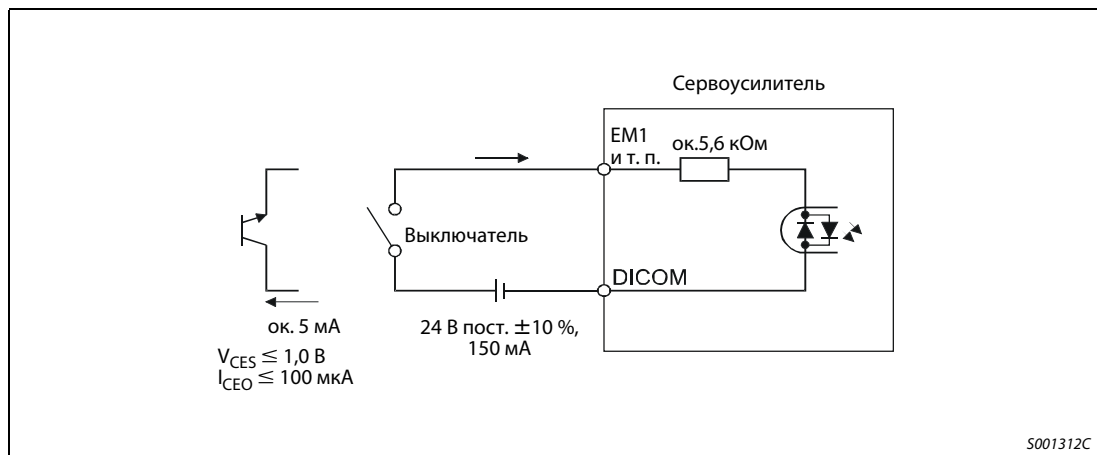 Сервоусилитель
EM1
и т. п.
ок.5,6 кОм
Выключатель
DICOM
ок. 5 мА
24 В пост. ±10 %,
150 мА
V_CES ≦ 1,0 В
I_CEO ≦ 100 мкА
S001312C